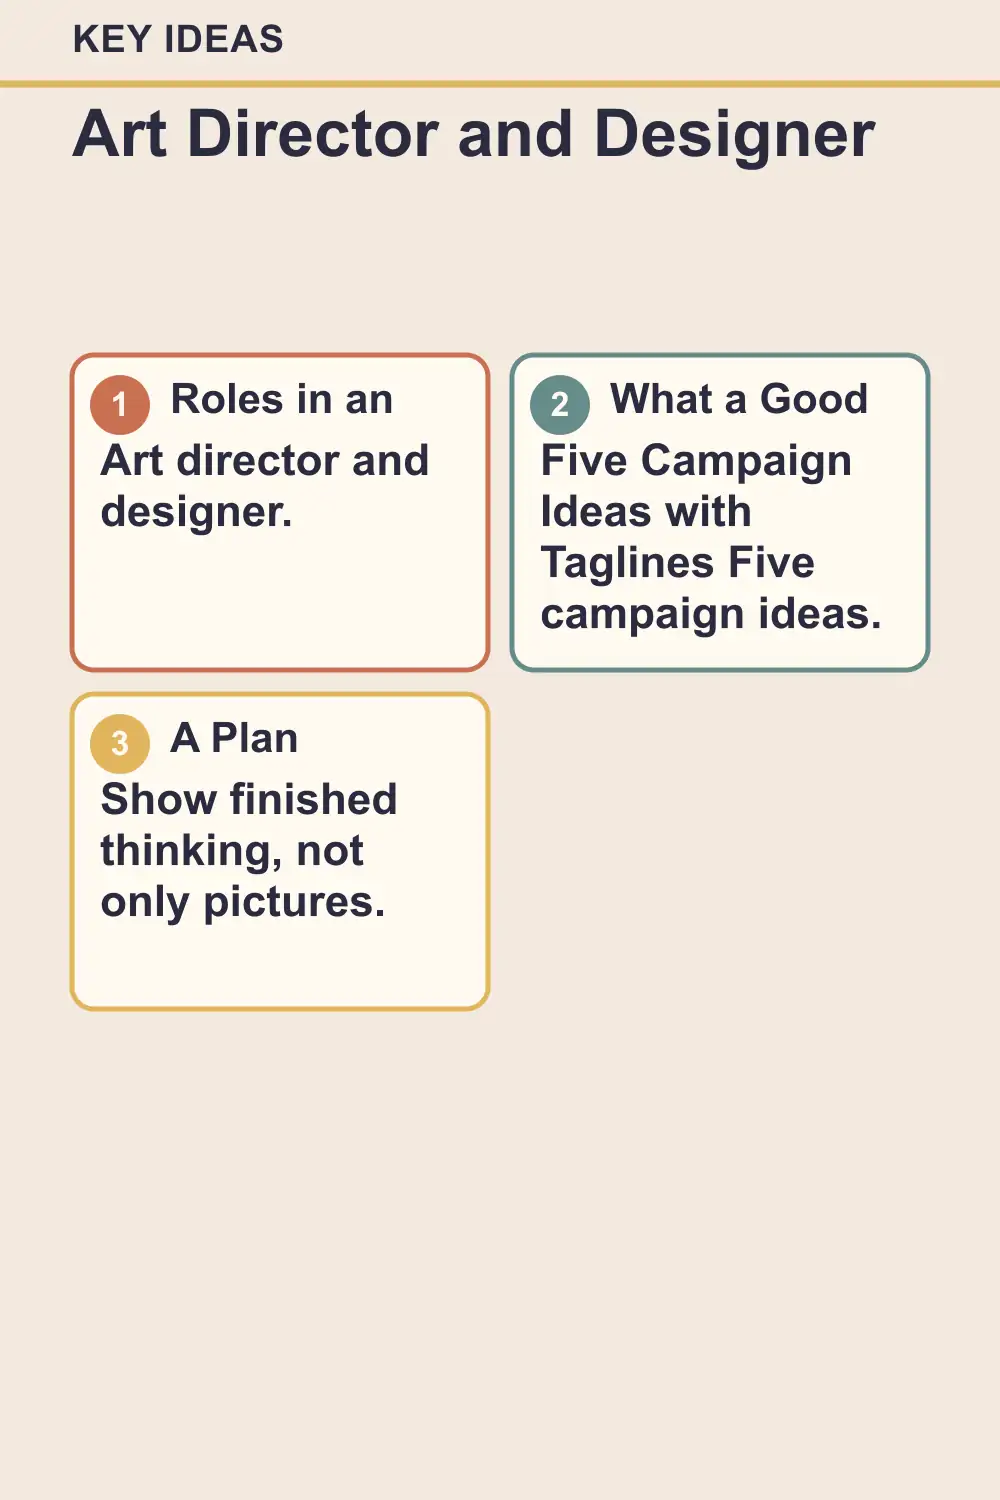 KEY IDEAS
Art Director and Designer
1 Roles in an
Art director and
designer.
2 What a Good
Five Campaign
Ideas with
Taglines Five
campaign ideas.
3 A Plan
Show finished
thinking, not
only pictures.